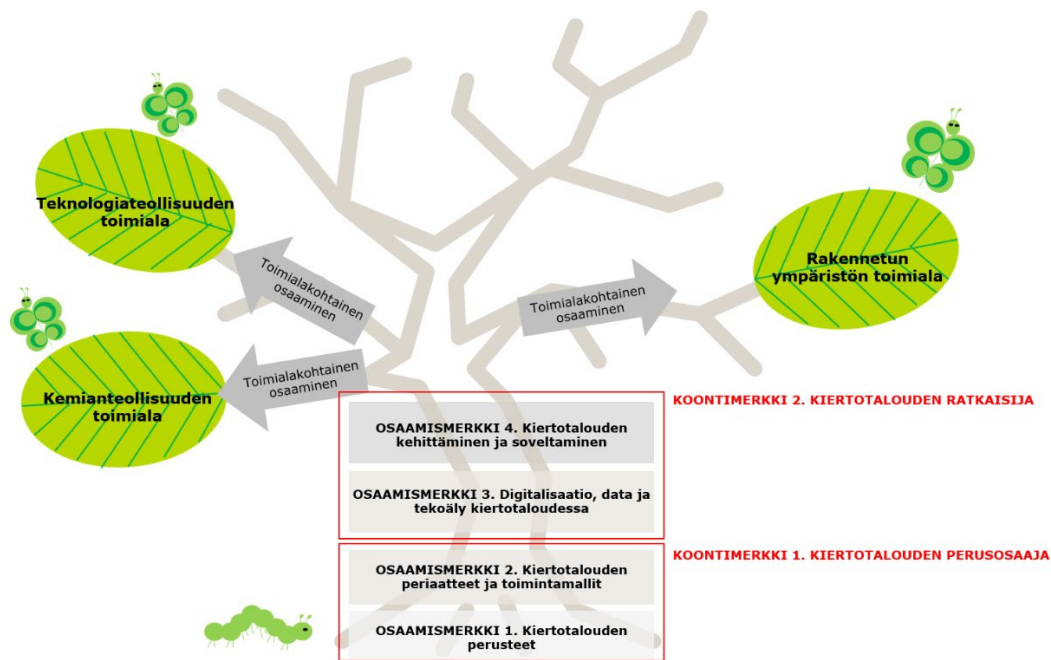 Teknologiateollisuuden
toimiala
Toimialakohtainen
osaaminen
Rakennetun
ympäristön toimiala
Toimialakohtainen
osaaminen
Kemianteollisuuden
toimiala
Toimialakohtainen
osaaminen
KOONTIMERKKI 2. KIERTOTALOUDEN RATKAISIJA
OSAAMISMERKKI 4. Kiertotalouden
kehittäminen ja soveltaminen
OSAAMISMERKKI 3. Digitalisaatio, data ja
tekoäly kiertotaloudessa
KOONTIMERKKI 1. KIERTOTALOUDEN PERUSOSAAJA
OSAAMISMERKKI 2. Kiertotalouden
periaatteet ja toimintamallit
OSAAMISMERKKI 1. Kiertotalouden
perusteet